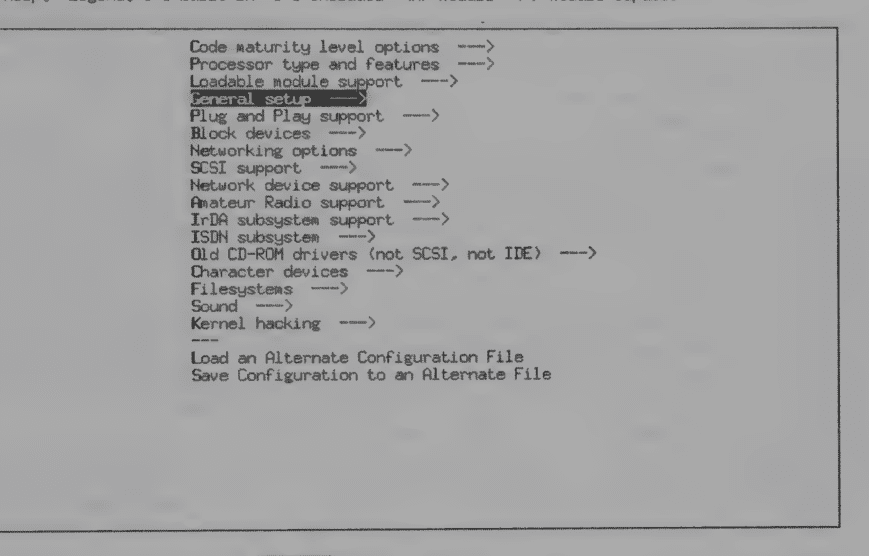 Code maturity level options --->
Processor type and features --->
Loadable module support --->
General setup --->
Plug and Play support --->
Block devices --->
Networking options --->
SCSI support --->
Network device support --->
Amateur Radio support --->
IrDA subsystem support --->
ISDN subsystem --->
Old CD-ROM drivers (not SCSI, not IDE) --->
Character devices --->
Filesystems --->
Sound --->
Kernel hacking --->
---
Load an Alternate Configuration File
Save Configuration to an Alternate File